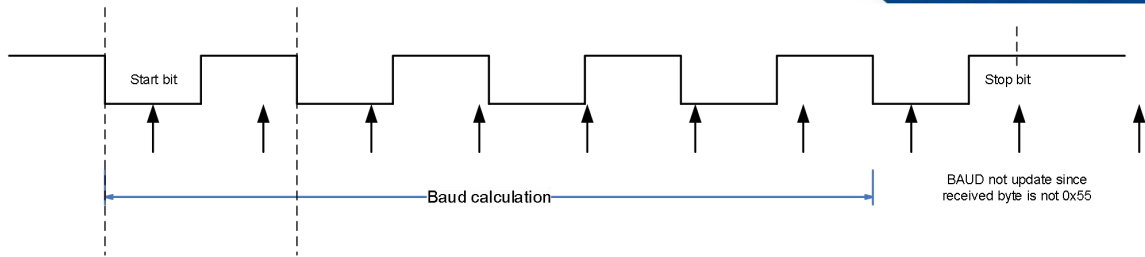 Start bit
Stop bit
Baud calculation
BAUD not update since
received byte is not 0x55